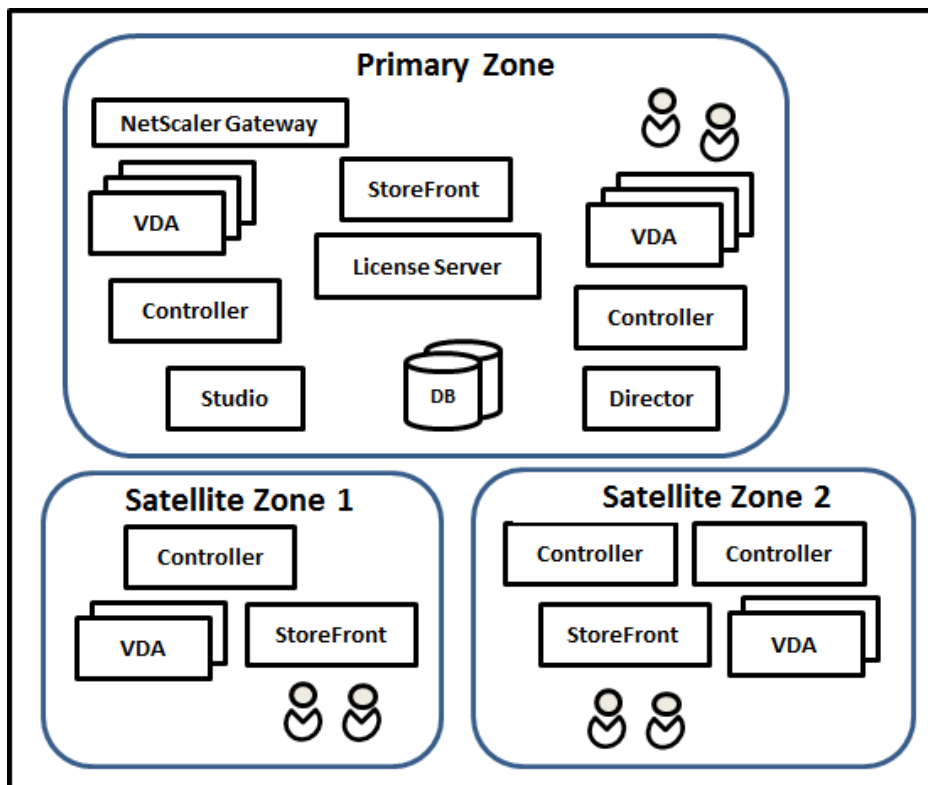 Primary Zone
NetScaler Gateway
StoreFront
VDA
VDA
License Server
Controller
Controller
Studio
DB
Director
Satellite Zone 1
Controller
VDA
StoreFront
Satellite Zone 2
Controller
Controller
StoreFront
VDA